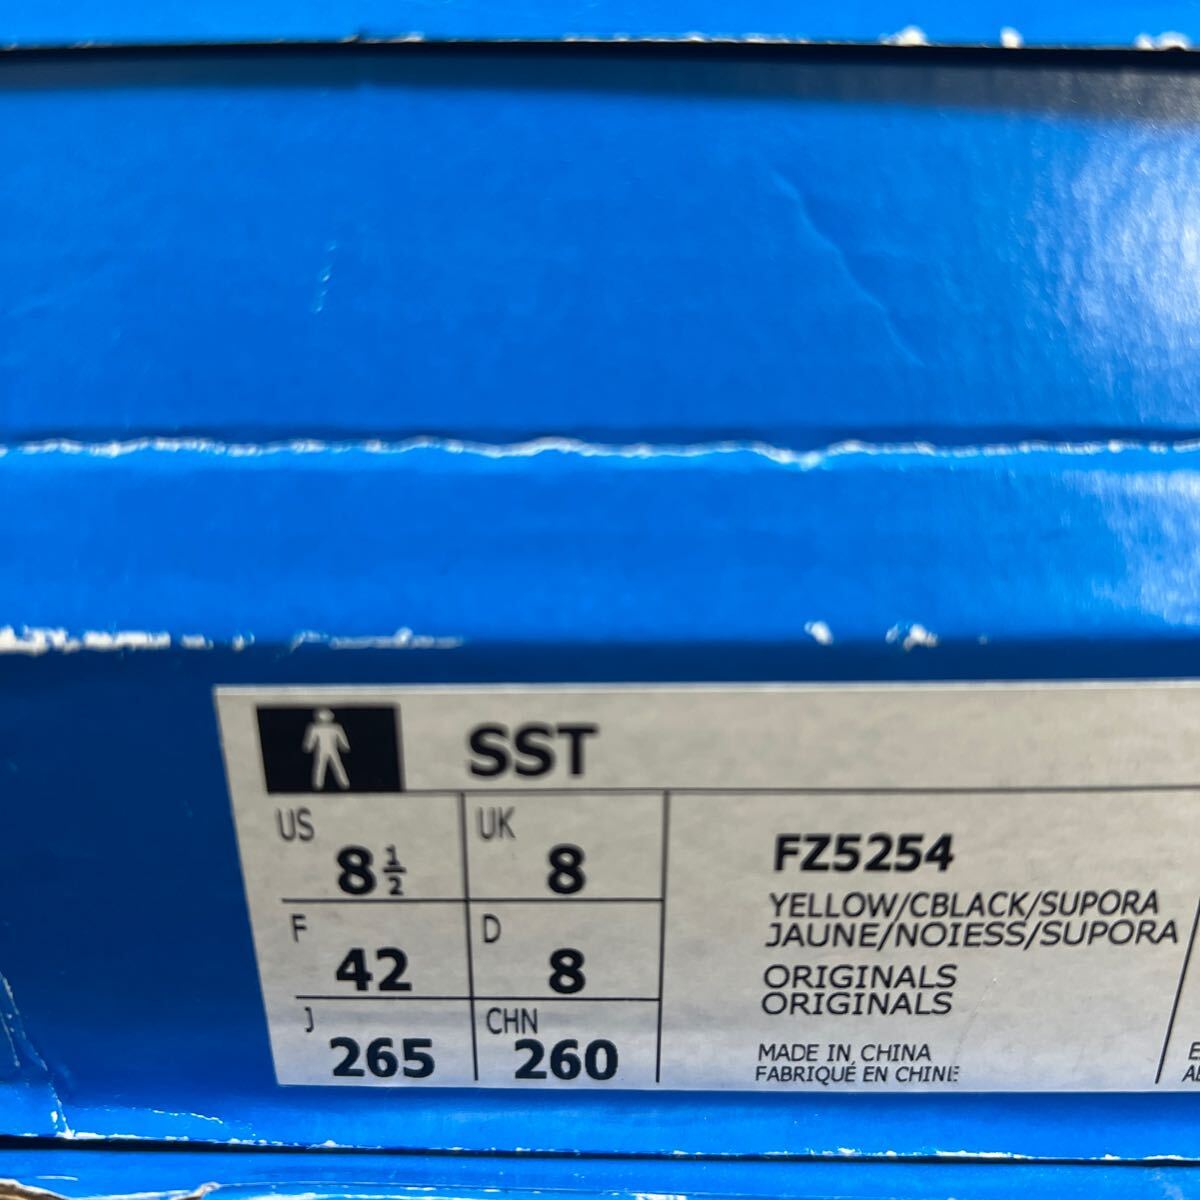 SST
US 8½ UK 8
F 42 D 8
J 265 CHN 260
FZ5254
YELLOW/CBLACK/SUPORA
JAUNE/NOIESS/SUPORA
ORIGINALS
ORIGINALS
MADE IN CHINA
FABRIQUÉ EN CHINE